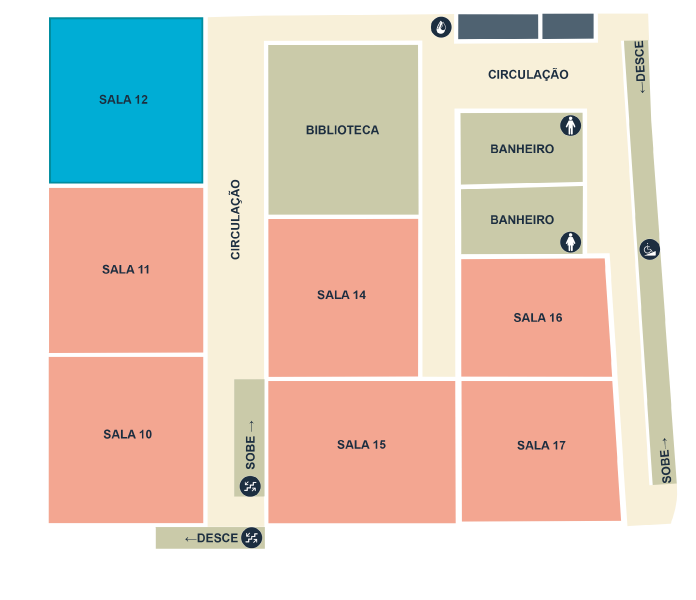 ←DESCE
CIRCULAÇÃO
SALA 12
BIBLIOTECA
BANHEIRO
CIRCULAÇÃO
BANHEIRO
SALA 11
SALA 14
SALA 16
SALA 10
SOBE→
SALA 15
SALA 17
SOBE→
←DESCE